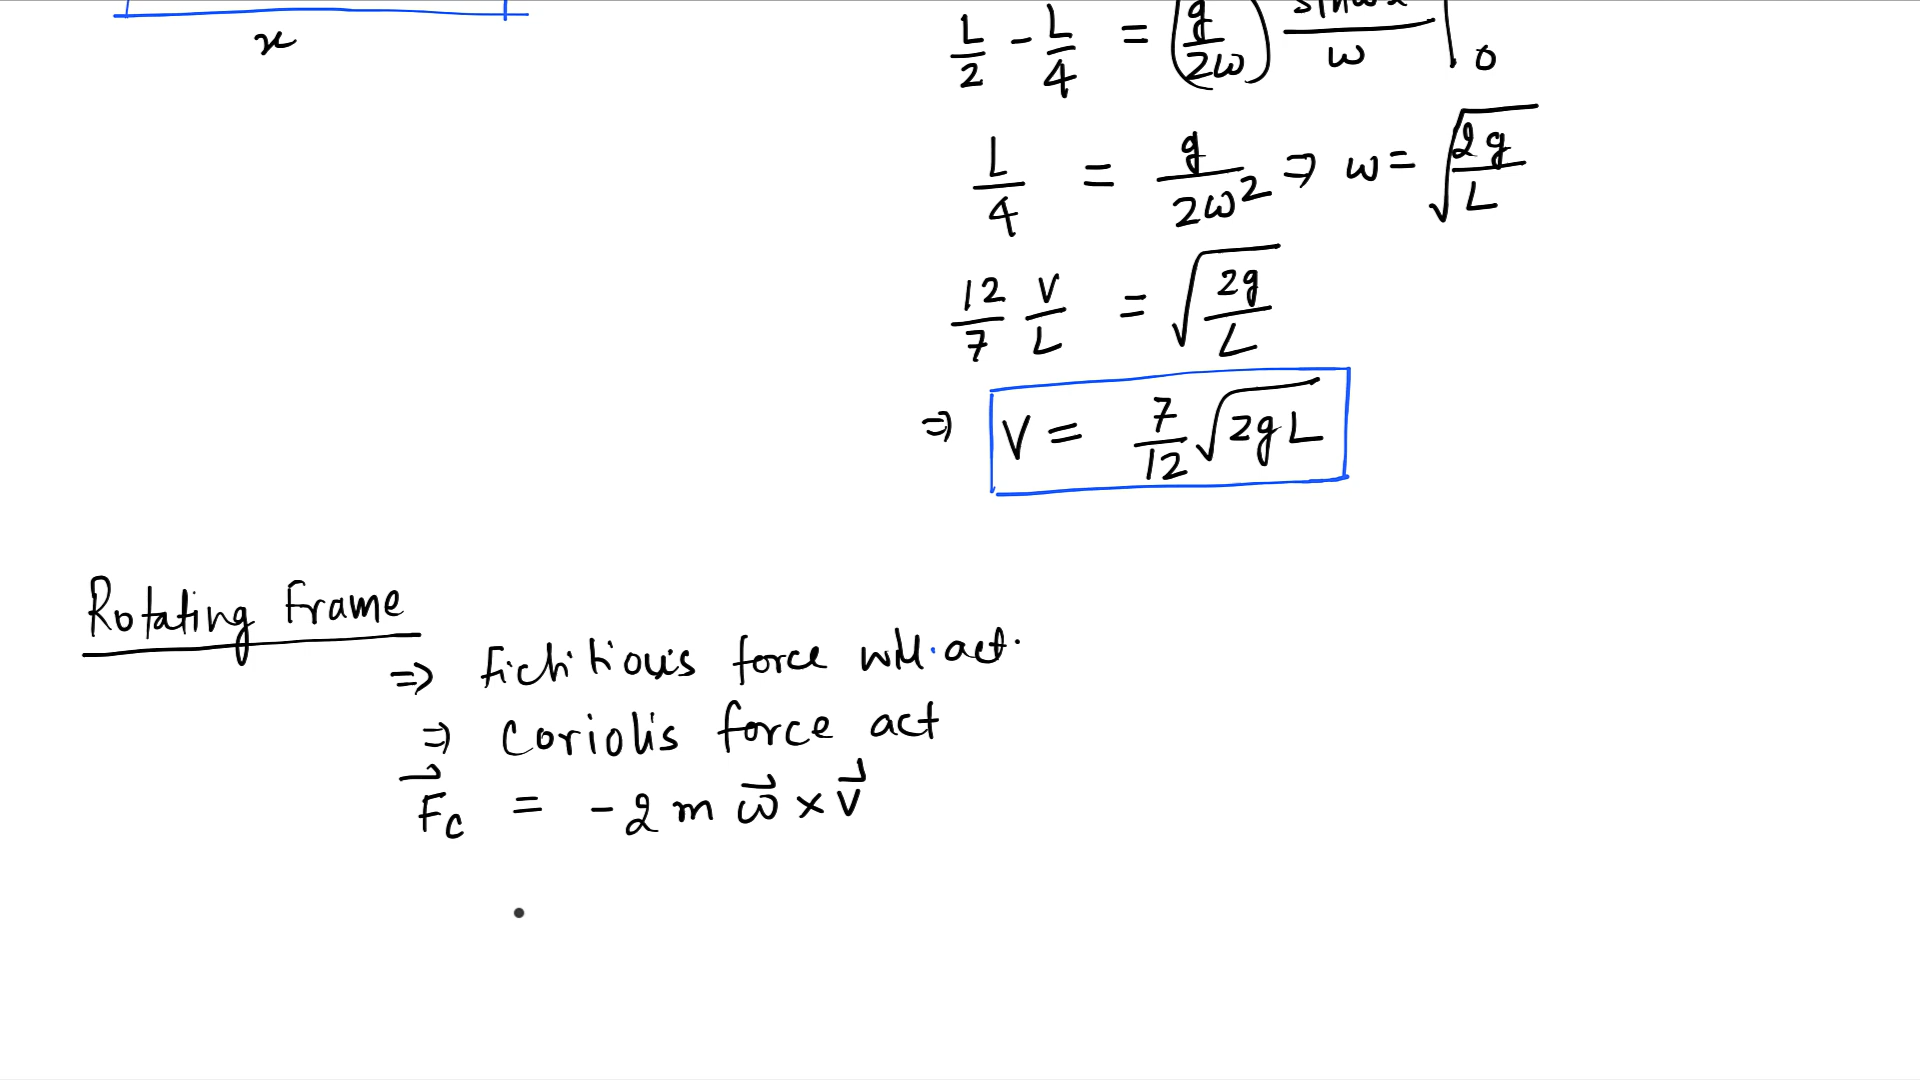 x
L/2 - L/4 = (g/2ω) sinωx/ω |₀
L/4 = g/2ω² ⇒ ω = √(2g/L)
12/7 V/L = √(2g/L)
⇒ V = 7/12 √2gL
Rotating Frame
⇒ Fictitious force will act.
⇒ Coriolis force act
F⃗c = -2 m ω⃗ × v⃗